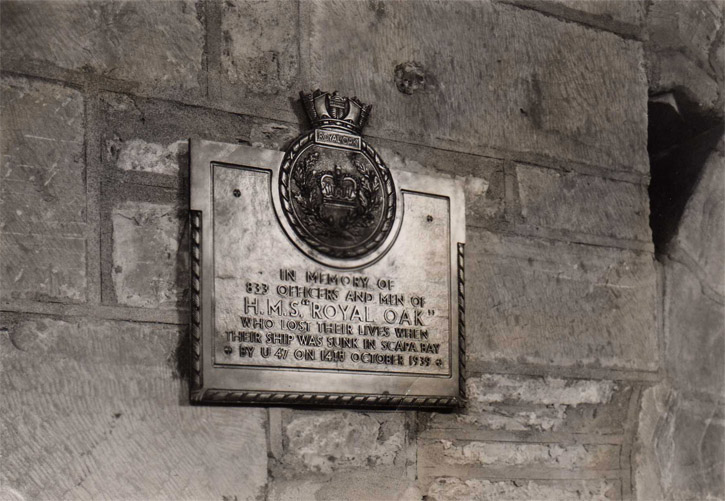 ROYAL OAK
IN MEMORY OF
833 OFFICERS AND MEN OF
H.M.S. "ROYAL OAK"
WHO LOST THEIR LIVES WHEN
THEIR SHIP WAS SUNK IN SCAPA BAY
BY U 47 ON 14TH OCTOBER 1939